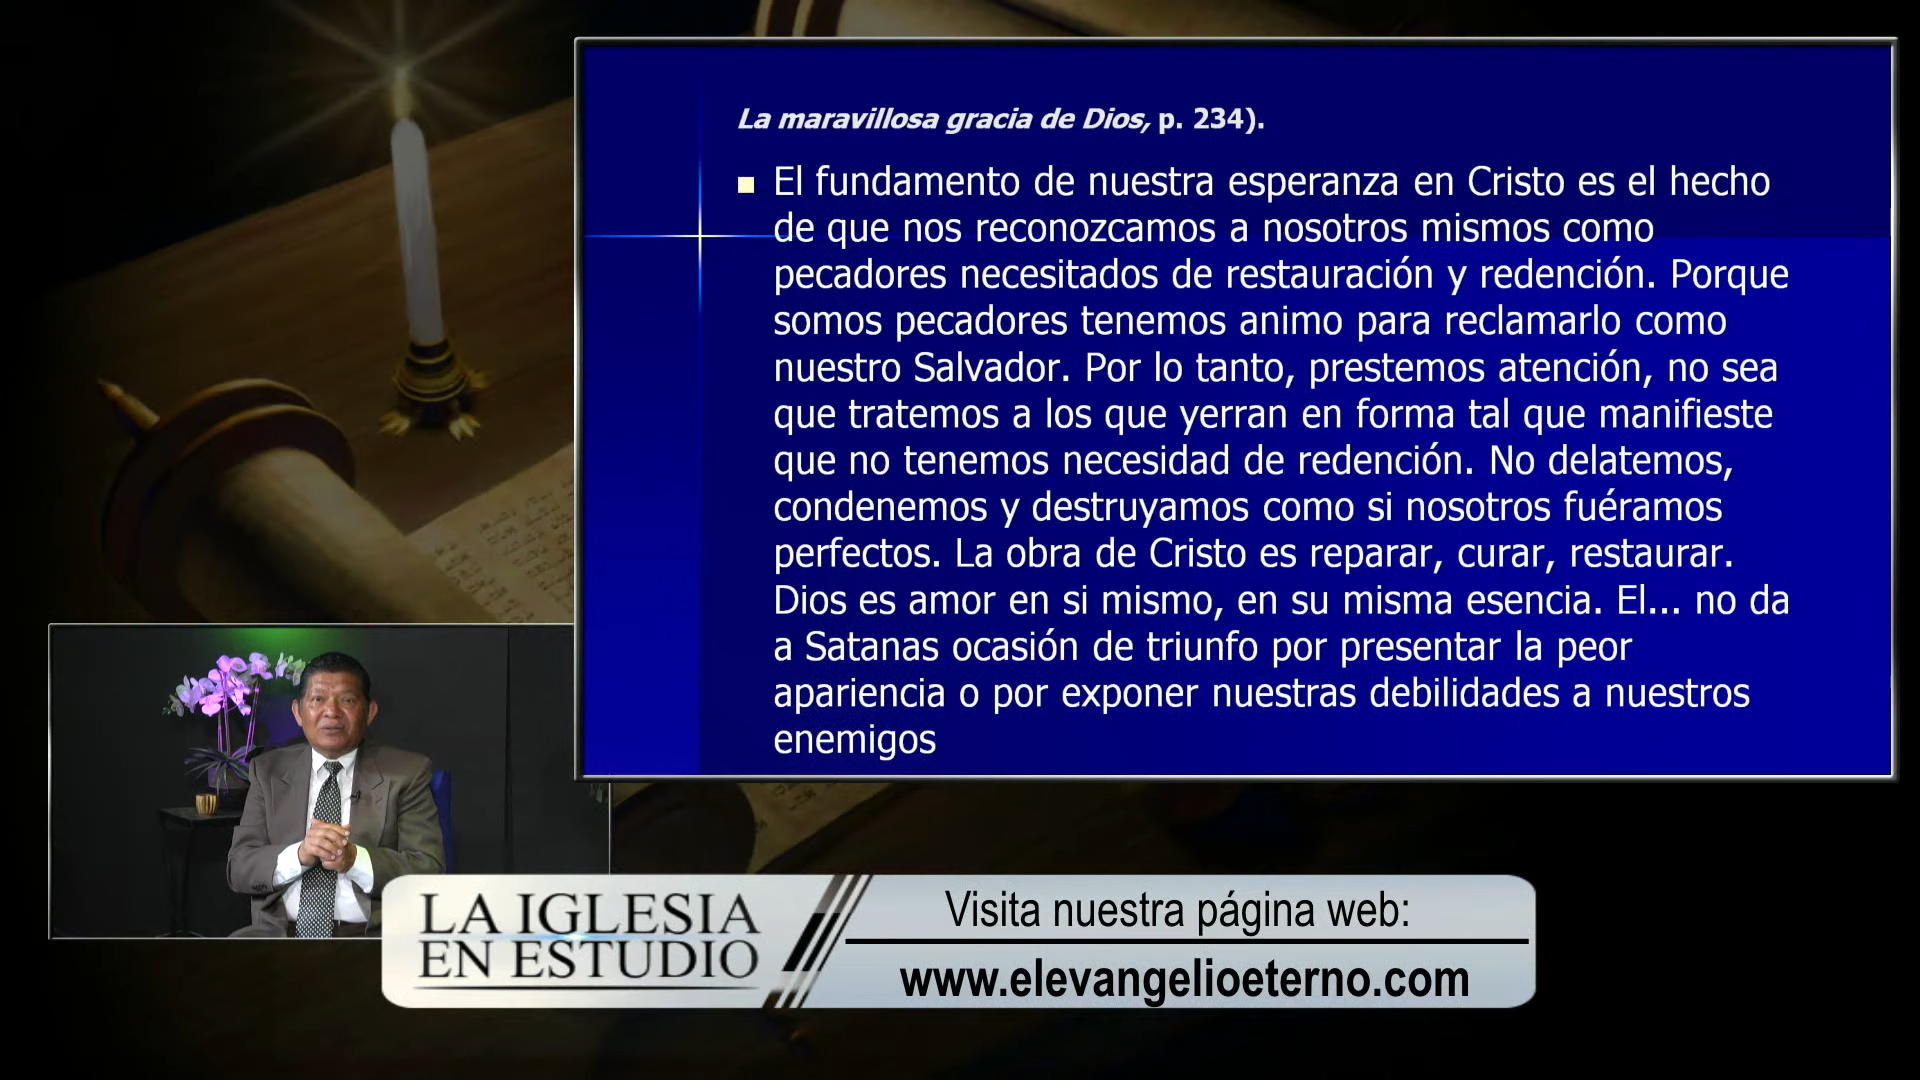 La maravillosa gracia de Dios, p. 234).
El fundamento de nuestra esperanza en Cristo es el hecho
de que nos reconozcamos a nosotros mismos como
pecadores necesitados de restauración y redención. Porque
somos pecadores tenemos animo para reclamarlo como
nuestro Salvador. Por lo tanto, prestemos atención, no sea
que tratemos a los que yerran en forma tal que manifieste
que no tenemos necesidad de redención. No delatemos,
condenemos y destruyamos como si nosotros fuéramos
perfectos. La obra de Cristo es reparar, curar, restaurar.
Dios es amor en si mismo, en su misma esencia. El... no da
a Satanas ocasión de triunfo por presentar la peor
apariencia o por exponer nuestras debilidades a nuestros
enemigos
LA IGLESIA
EN ESTUDIO
Visita nuestra página web:
www.elevangelioeterno.com